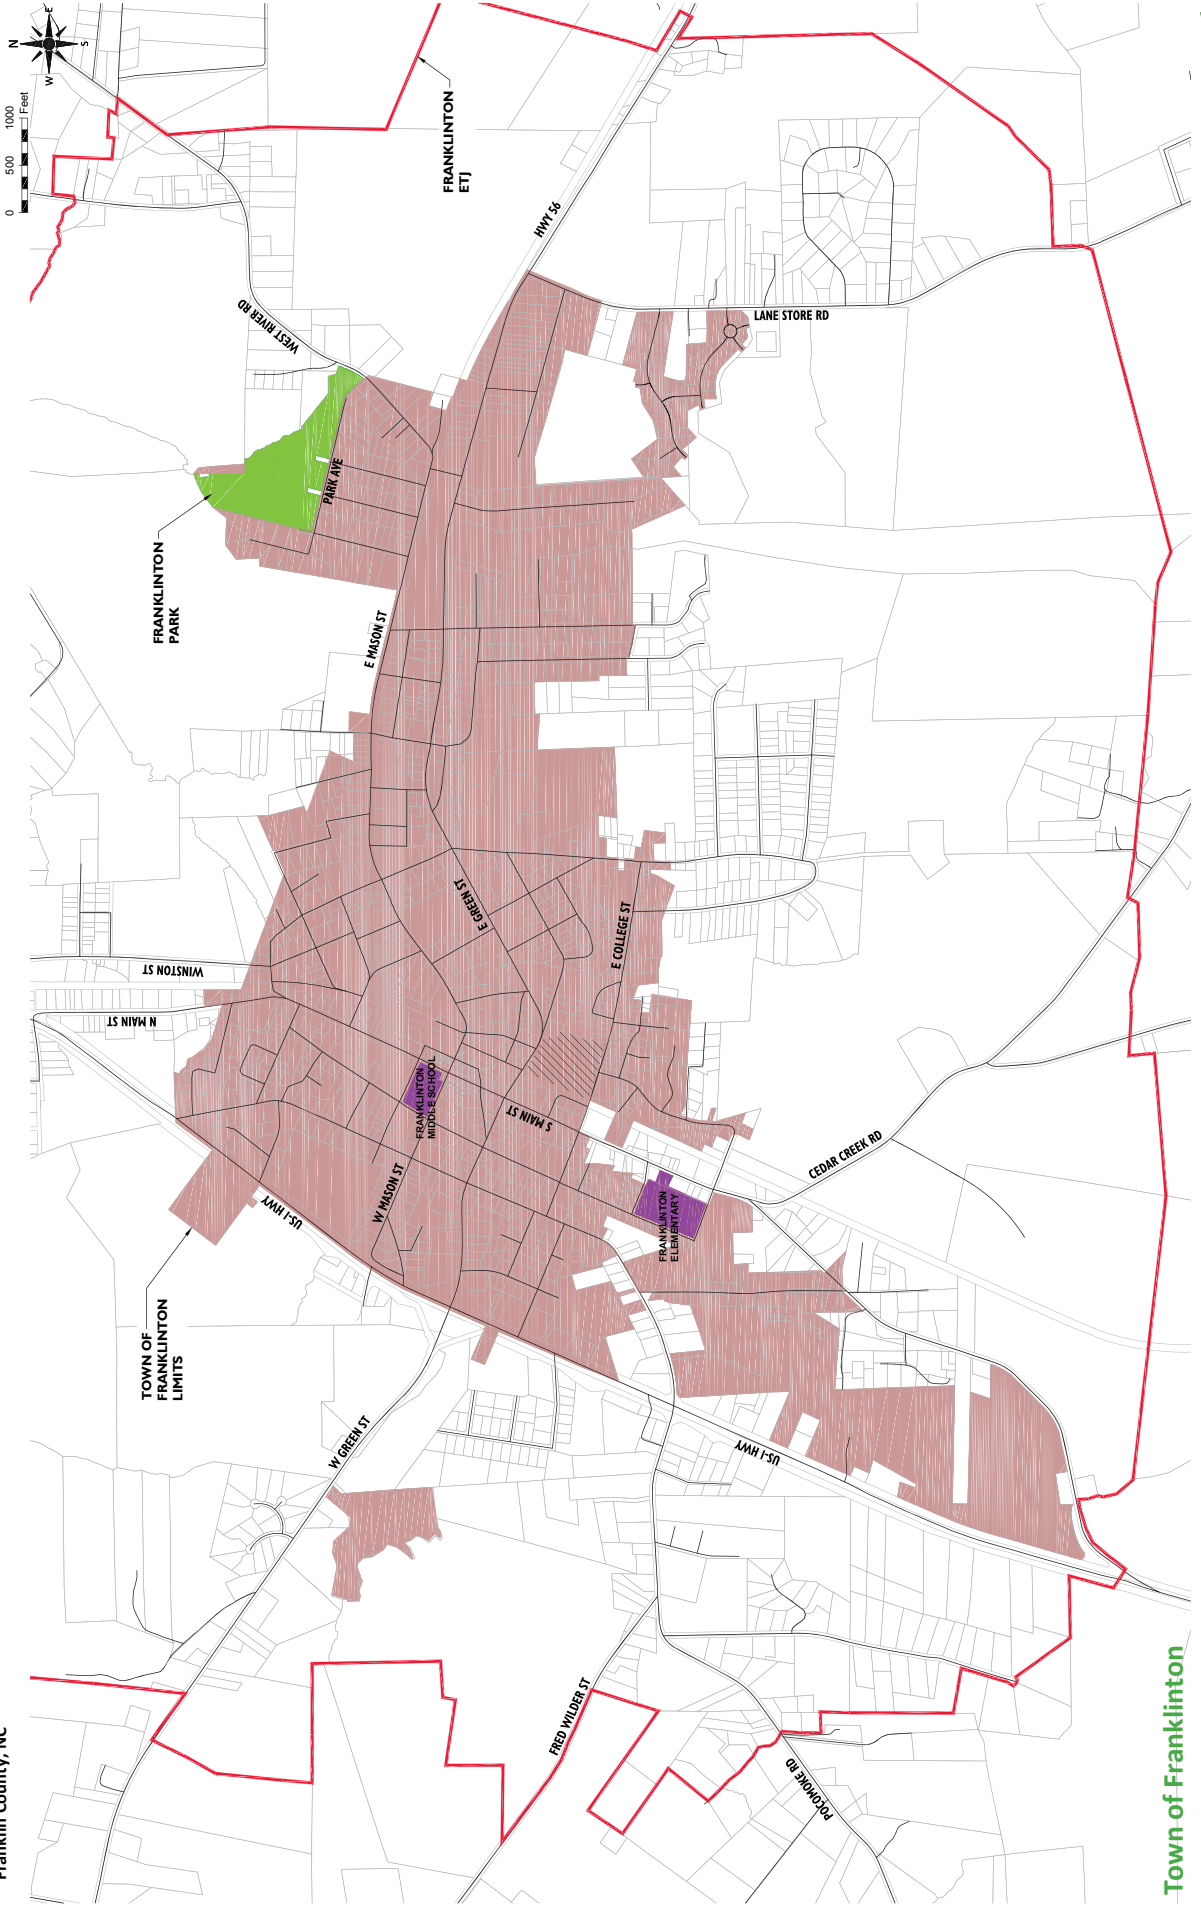 Franklin County, NC
Town of Franklinton
N
E
S
W
0 500 1000
Feet
FRANKLINTON
ETJ
HWY 56
WEST RIVER RD
LANE STORE RD
PARK AVE
FRANKLINTON
PARK
E MASON ST
E GREEN ST
E COLLEGE ST
WINSTON ST
N MAIN ST
FRANKLINTON
MIDDLE SCHOOL
S MAIN ST
CEDAR CREEK RD
W MASON ST
US-1 HWY
FRANKLINTON
ELEMENTARY
TOWN OF
FRANKLINTON
LIMITS
W GREEN ST
US-1 HWY
FRED WILDER ST
POCOMOKE RD